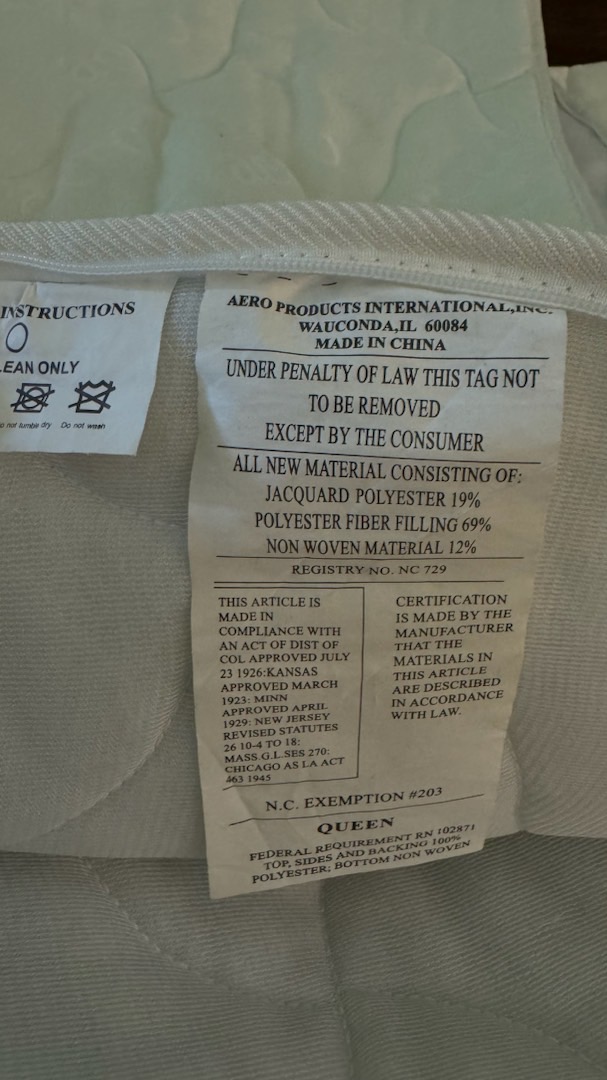 INSTRUCTIONS
LEAN ONLY
o not tumble dry Do not wash
AERO PRODUCTS INTERNATIONAL,INC.
WAUCONDA,IL 60084
MADE IN CHINA
UNDER PENALTY OF LAW THIS TAG NOT
TO BE REMOVED
EXCEPT BY THE CONSUMER
ALL NEW MATERIAL CONSISTING OF:
JACQUARD POLYESTER 19%
POLYESTER FIBER FILLING 69%
NON WOVEN MATERIAL 12%
REGISTRY NO. NC 729
THIS ARTICLE IS
MADE IN
COMPLIANCE WITH
AN ACT OF DIST OF
COL APPROVED JULY
23 1926:KANSAS
APPROVED MARCH
1923: MINN
APPROVED APRIL
1929: NEW JERSEY
REVISED STATUTES
26 10-4 TO 18:
MASS.G.L.SES 270:
CHICAGO AS LA ACT
463 1945
CERTIFICATION
IS MADE BY THE
MANUFACTURER
THAT THE
MATERIALS IN
THIS ARTICLE
ARE DESCRIBED
IN ACCORDANCE
WITH LAW.
N.C. EXEMPTION #203
QUEEN
FEDERAL REQUIREMENT RN 102871
TOP, SIDES AND BACKING 100%
POLYESTER; BOTTOM NON WOVEN